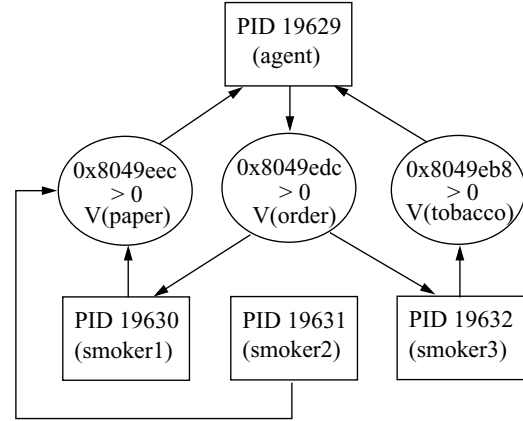 PID 19629
(agent)
0x8049eec
> 0
V(paper)
0x8049edc
> 0
V(order)
0x8049eb8
> 0
V(tobacco)
PID 19630
(smoker1)
PID 19631
(smoker2)
PID 19632
(smoker3)